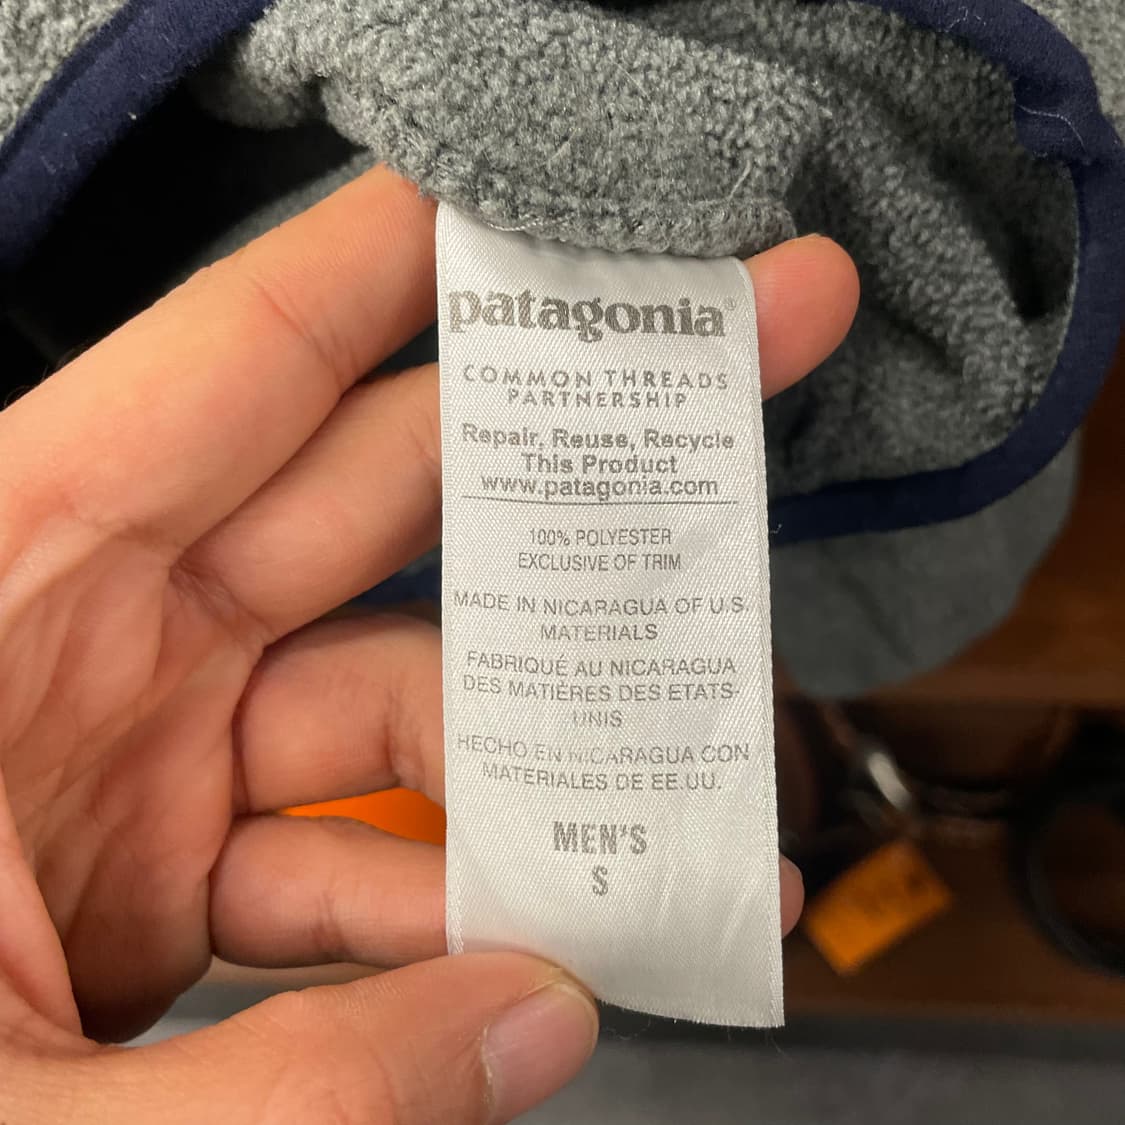 patagonia®
COMMON THREADS
PARTNERSHIP
Repair, Reuse, Recycle
This Product
www.patagonia.com
100% POLYESTER
EXCLUSIVE OF TRIM
MADE IN NICARAGUA OF U.S.
MATERIALS
FABRIQUÉ AU NICARAGUA
DES MATIÈRES DES ETATS-
UNIS
HECHO EN NICARAGUA CON
MATERIALES DE EE.UU.
MEN'S
S